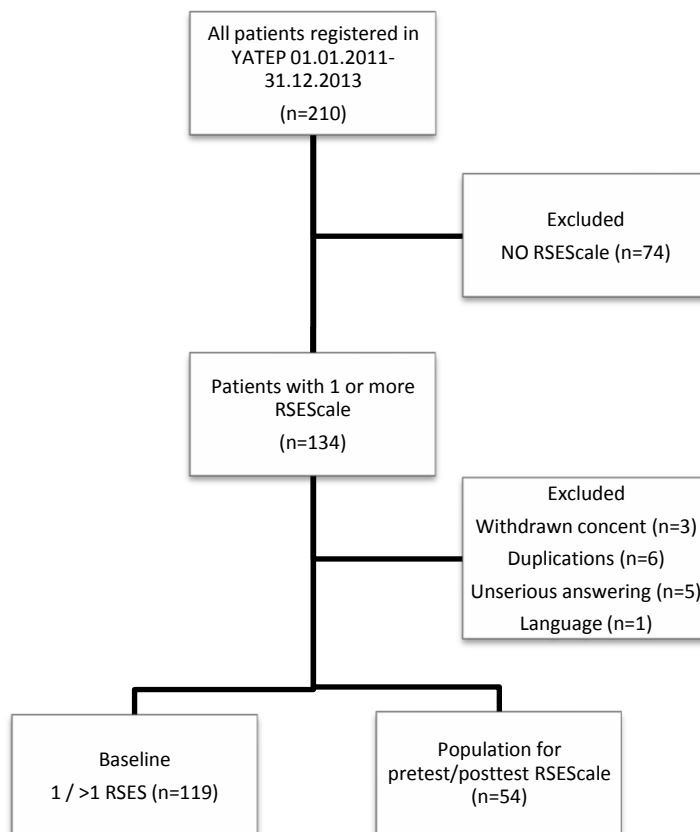 All patients registered in
YATEP 01.01.2011-
31.12.2013
(n=210)
Excluded
NO RSEScale (n=74)
Patients with 1 or more
RSEScale
(n=134)
Excluded
Withdrawn concent (n=3)
Duplications (n=6)
Unserious answering (n=5)
Language (n=1)
Baseline
1 / >1 RSES (n=119)
Population for
pretest/posttest RSEScale
(n=54)